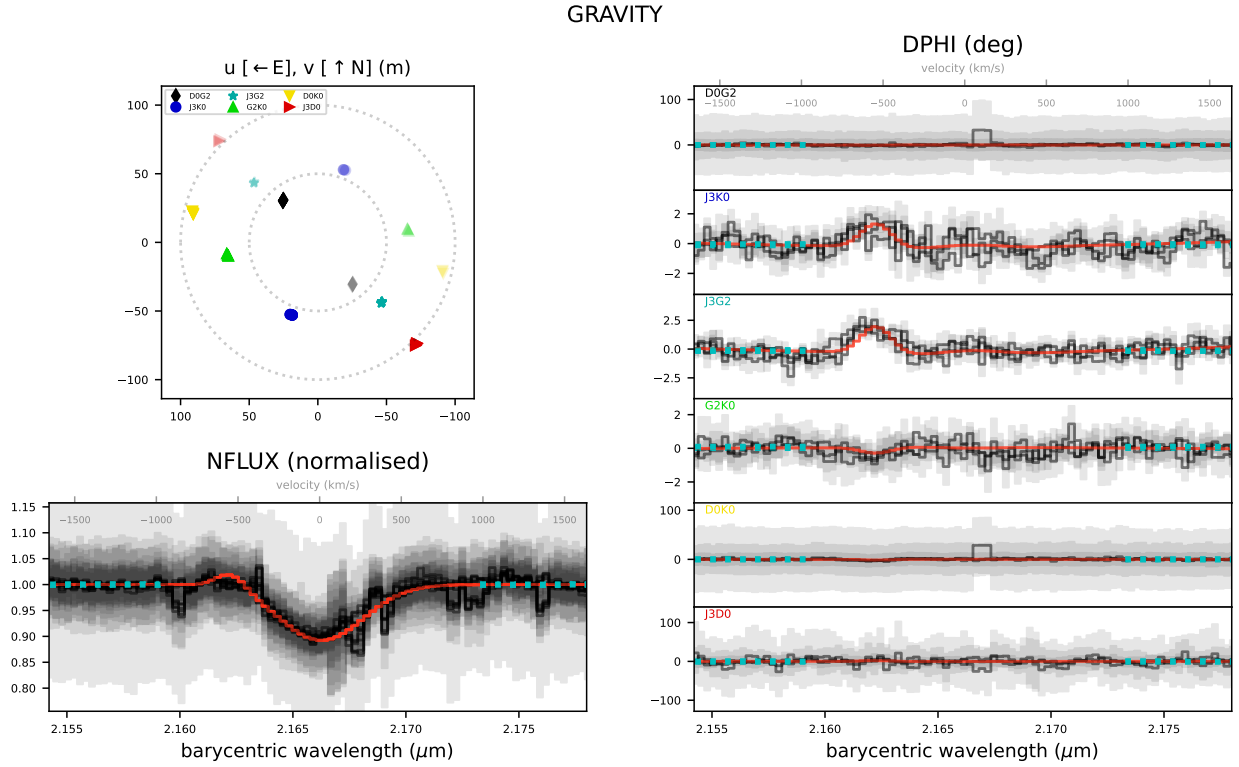 GRAVITY
u [←E], v [↑N] (m)
D0G2 J3G2 D0K0
J3K0 G2K0 J3D0
100
50
0
−50
−100
100 50 0 −50 −100
NFLUX (normalised)
velocity (km/s)
−1500 −1000 −500 0 500 1000 1500
1.15
1.10
1.05
1.00
0.95
0.90
0.85
0.80
2.155 2.160 2.165 2.170 2.175
barycentric wavelength (μm)
DPHI (deg)
velocity (km/s)
−1500 −1000 −500 0 500 1000 1500
D0G2
100
0
J3K0
2
0
−2
J3G2
2.5
0.0
−2.5
G2K0
2
0
−2
D0K0
100
0
J3D0
100
0
−100
2.155 2.160 2.165 2.170 2.175
barycentric wavelength (μm)